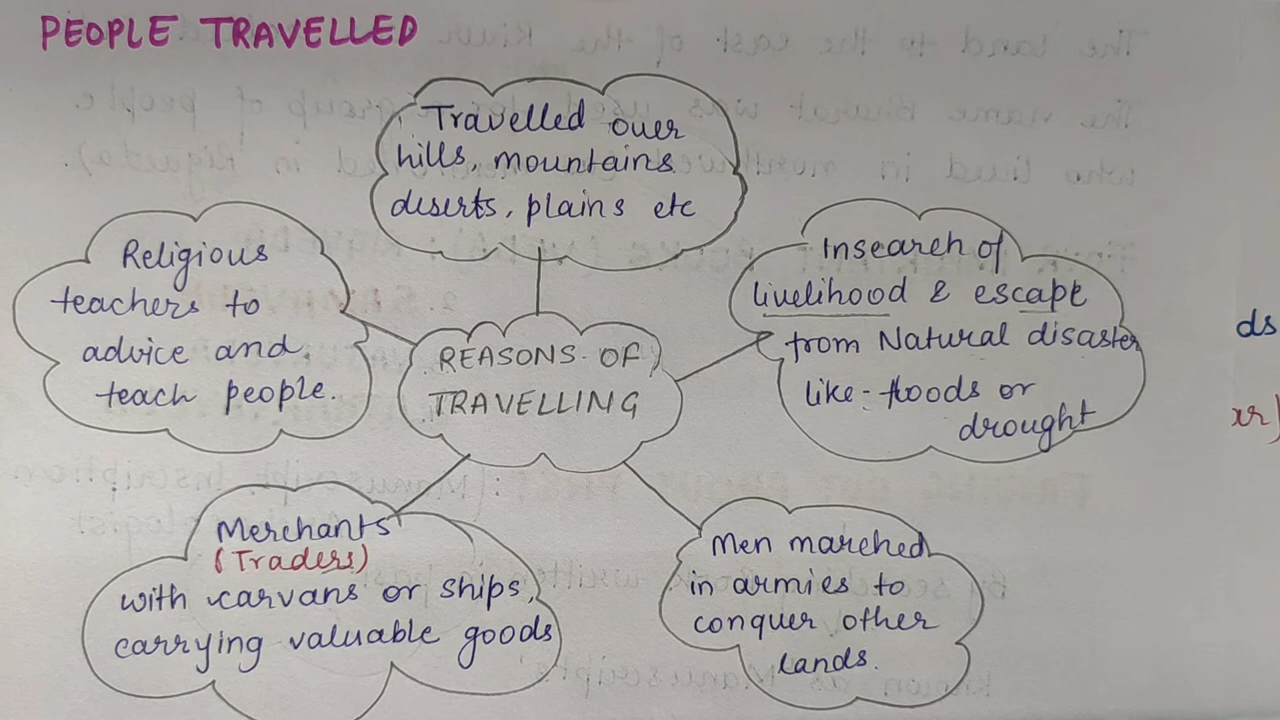 PEOPLE TRAVELLED
Travelled over
hills, mountains
deserts, plains etc
Religious
teachers to
advice and
teach people.
REASONS OF
TRAVELLING
Insearch of
livelihood & escape
from Natural disaster
like - floods or
drought
ds
xr)
Merchants
(Traders)
with carvans or ships,
carrying valuable goods
Men marched
in armies to
conquer other
lands.